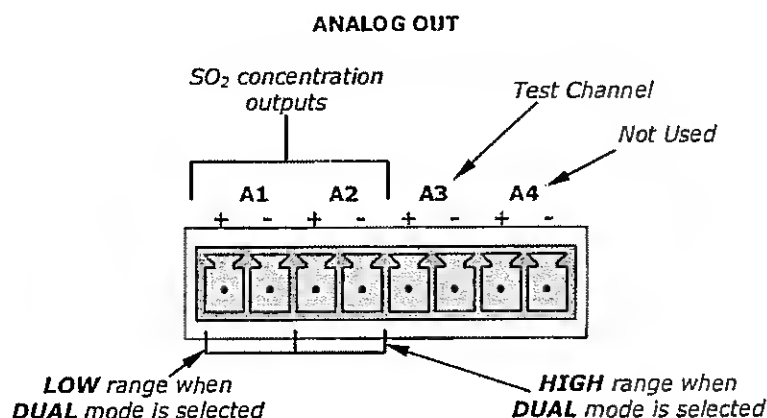 ANALOG OUT
SO₂ concentration
outputs
Test Channel
Not Used
A1 A2 A3 A4
+ - + - + - + -
LOW range when
DUAL mode is selected
HIGH range when
DUAL mode is selected